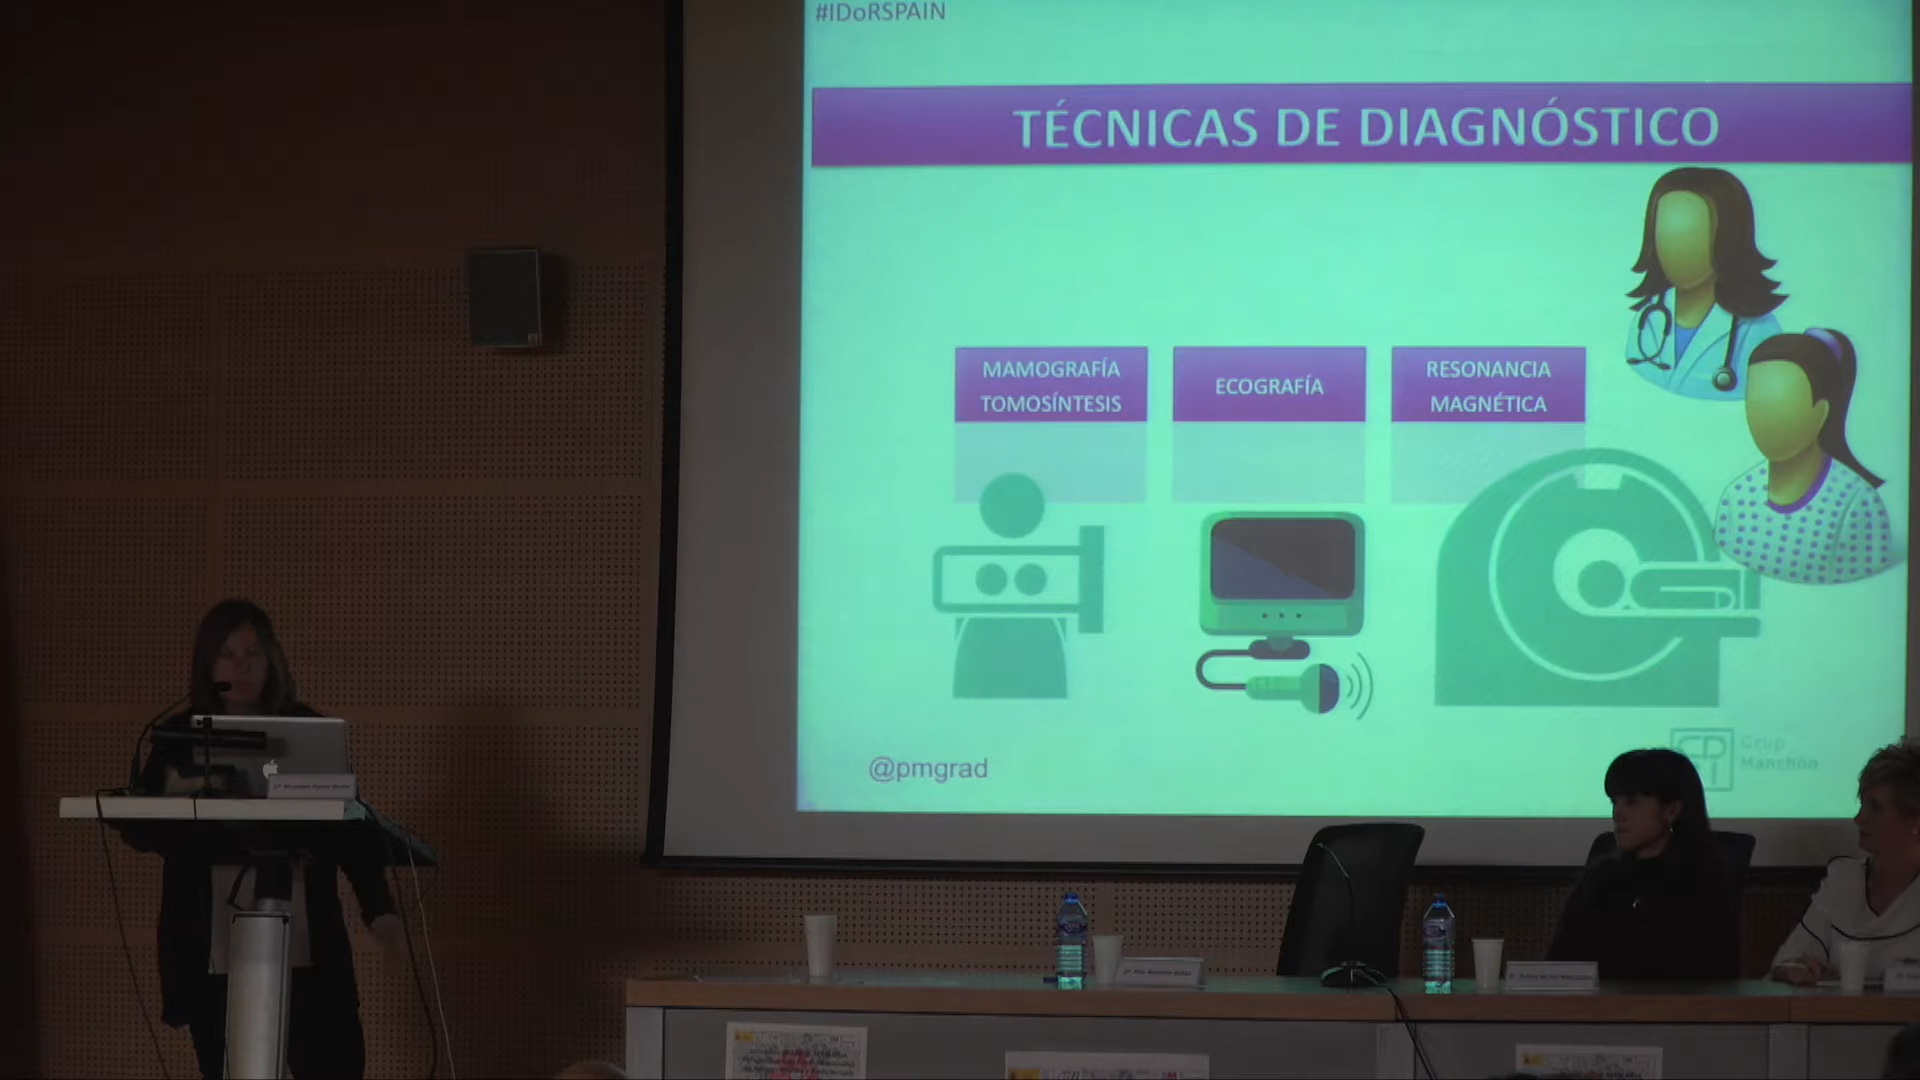 #IDoRSPAIN
TÉCNICAS DE DIAGNÓSTICO
MAMOGRAFÍA
TOMOSÍNTESIS
ECOGRAFÍA
RESONANCIA
MAGNÉTICA
@pmgrad
Grup
Manchón